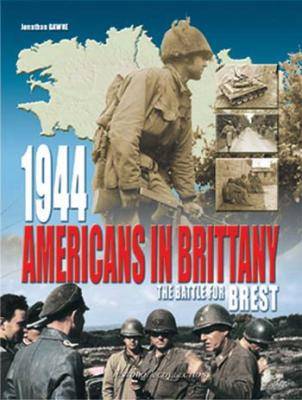 Jonathan GAWNE
1944
AMERICANS IN BRITTANY
THE BATTLE FOR BREST